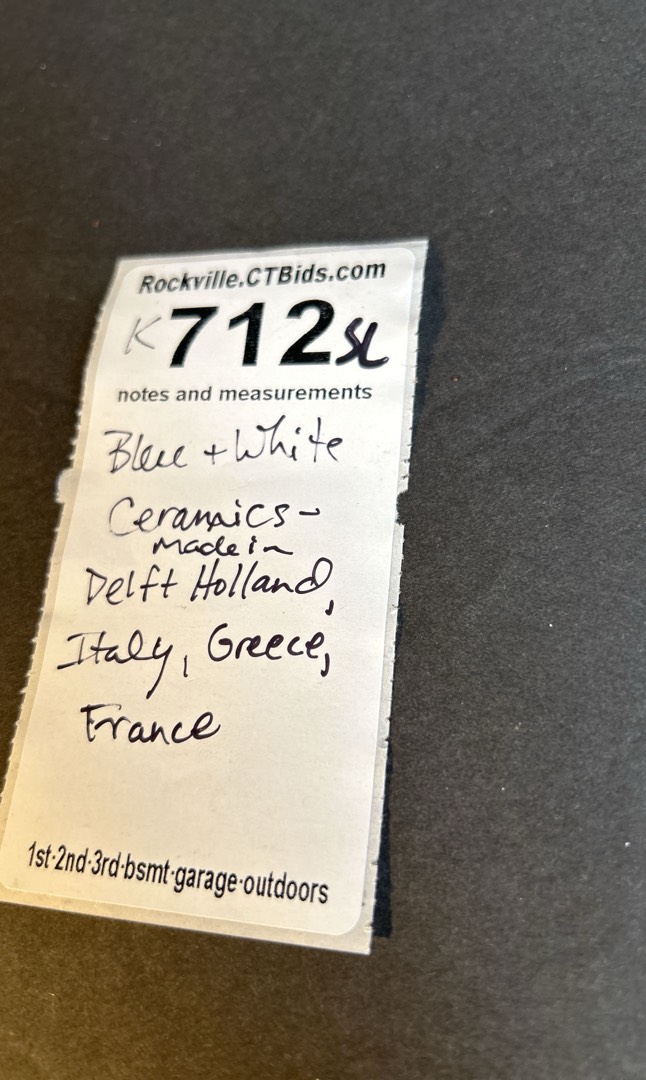 Rockville.CTBids.com
K712SL
notes and measurements
Blue + White
Ceramics -
made in
Delft Holland,
Italy, Greece,
France
1st·2nd·3rd·bsmt·garage·outdoors